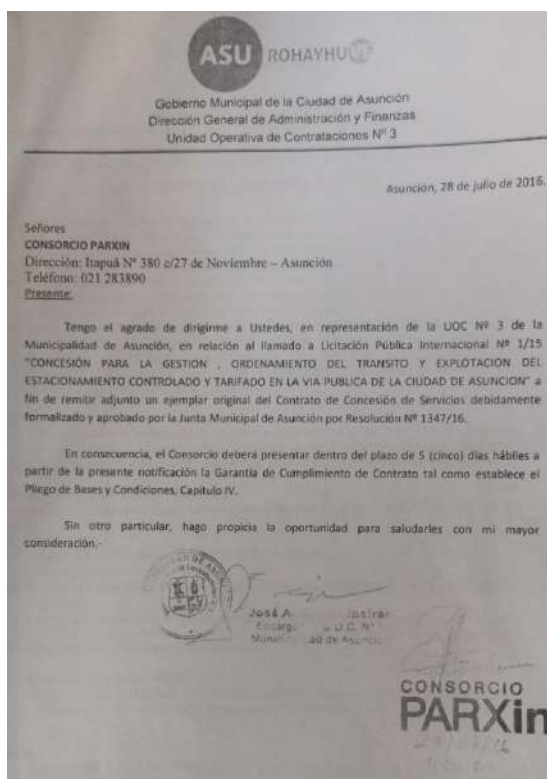 ASU ROHAYHU
Gobierno Municipal de la Ciudad de Asunción
Dirección General de Administración y Finanzas
Unidad Operativa de Contrataciones Nº 3
Asunción, 28 de julio de 2016.
Señores
CONSORCIO PARXIN
Dirección: Itapuá Nº 380 c/27 de Noviembre – Asunción
Teléfono: 021 283890
Presente:
Tengo el agrado de dirigirme a Ustedes, en representación de la UOC Nº 3 de la
Municipalidad de Asunción, en relación al llamado a Licitación Pública Internacional Nº 1/15
"CONCESIÓN PARA LA GESTION , ORDENAMIENTO DEL TRANSITO Y EXPLOTACION DEL
ESTACIONAMIENTO CONTROLADO Y TARIFADO EN LA VIA PUBLICA DE LA CIUDAD DE ASUNCION" a
fin de remitir adjunto un ejemplar original del Contrato de Concesión de Servicios debidamente
formalizado y aprobado por la Junta Municipal de Asunción por Resolución Nº 1347/16.
En consecuencia, el Consorcio deberá presentar dentro del plazo de 5 (cinco) días hábiles a
partir de la presente notificación la Garantía de Cumplimiento de Contrato tal como establece el
Pliego de Bases y Condiciones, Capitulo IV.
Sin otro particular, hago propicia la oportunidad para saludarles con mi mayor
consideración.-
José A.
CONSORCIO
PARXin